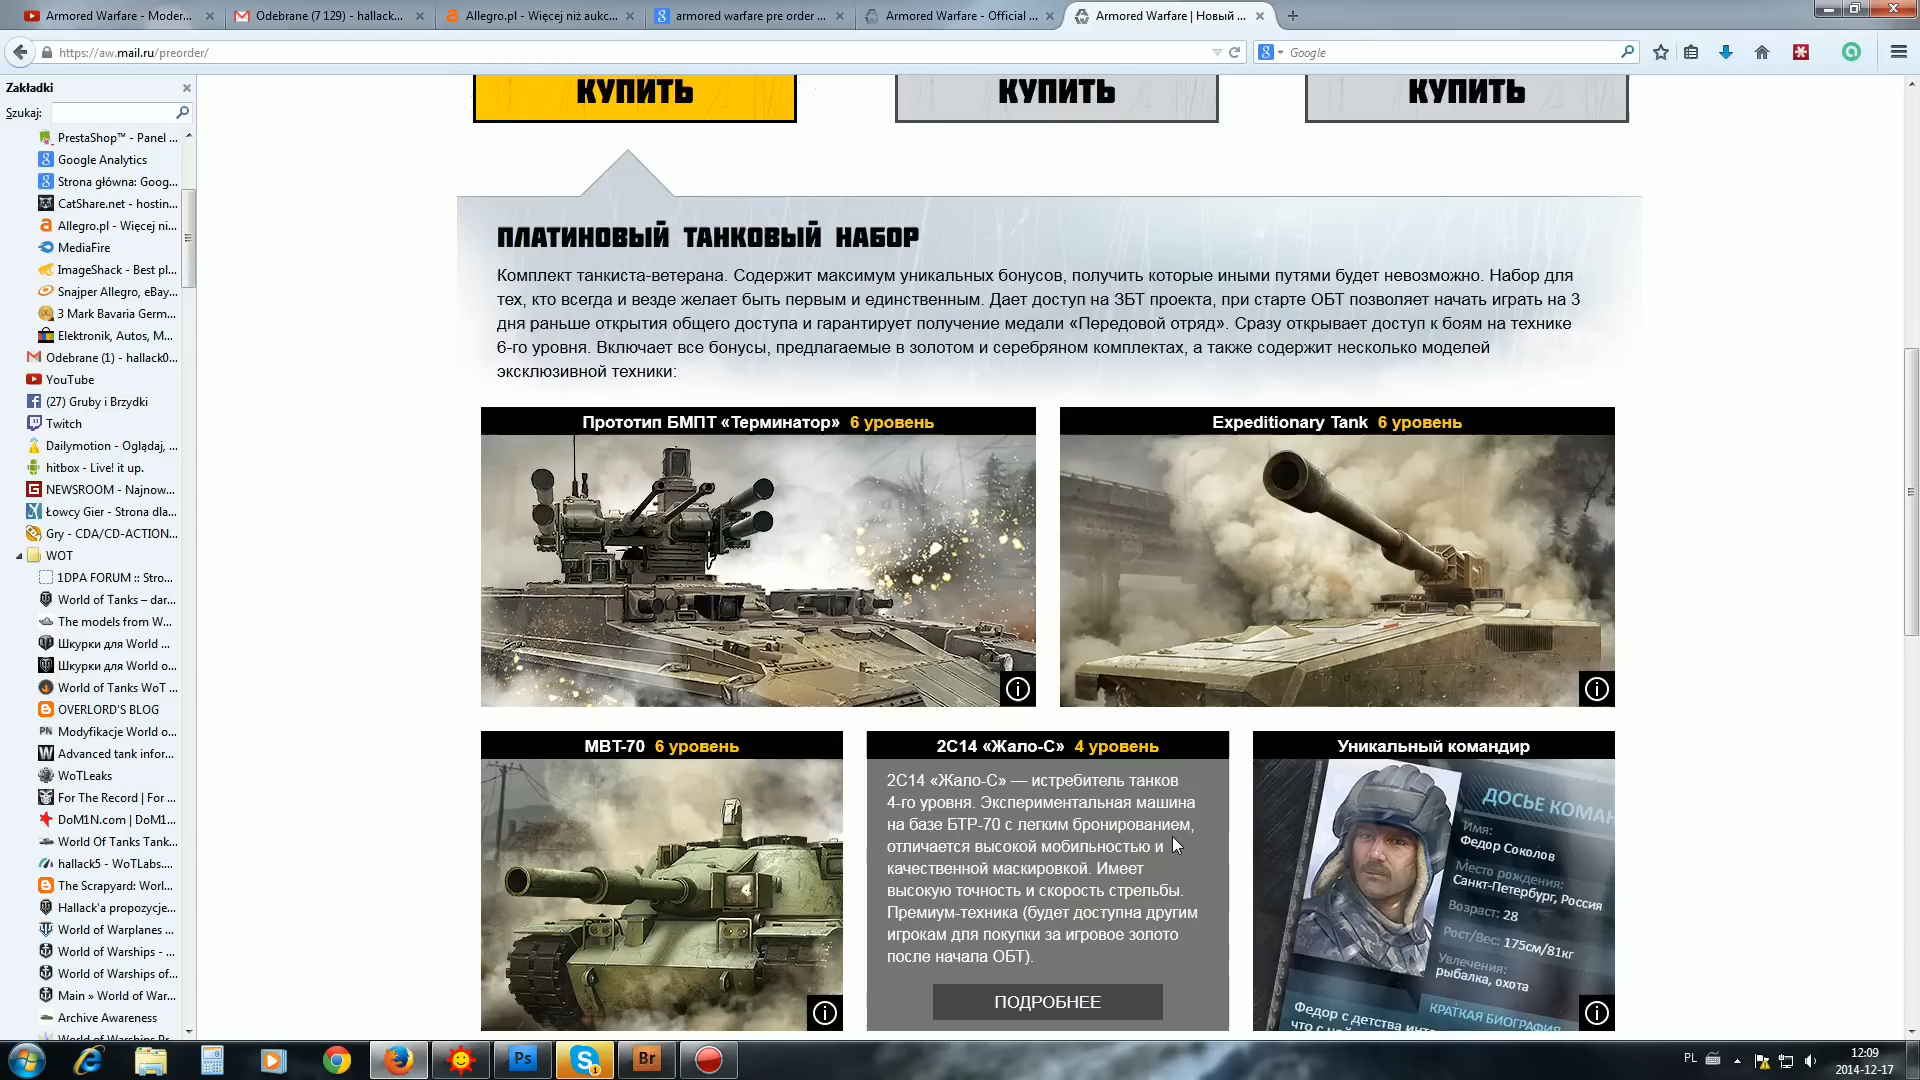 Armored Warfare - Moder...
Odebrane (7 129) - hallack...
Allegro.pl - Więcej niż aukc...
armored warfare pre order ...
Armored Warfare - Official ...
Armored Warfare | Новый ...
https://aw.mail.ru/preorder/
Google
Zakładki
Szukaj:
PrestaShop™ - Panel ...
Google Analytics
Strona główna: Goog...
CatShare.net - hostin...
Allegro.pl - Więcej ni...
MediaFire
ImageShack - Best pl...
Snajper Allegro, eBay...
3 Mark Bavaria Germ...
Elektronik, Autos, M...
Odebrane (1) - hallack0...
YouTube
(27) Gruby i Brzydki
Twitch
Dailymotion - Oglądaj, ...
hitbox - Live! it up.
NEWSROOM - Najnow...
Łowcy Gier - Strona dla...
Gry - CDA/CD-ACTION...
WOT
1DPA FORUM :: Stro...
World of Tanks – dar...
The models from W...
Шкурки для World ...
Шкурки для World o...
World of Tanks WoT ...
OVERLORD'S BLOG
Modyfikacje World o...
Advanced tank infor...
WoTLeaks
For The Record | For ...
DoM1N.com | DoM1...
World Of Tanks Tank...
hallack5 - WoTLabs....
The Scrapyard: Worl...
Hallack'a propozycje...
World of Warplanes ...
World of Warships - ...
World of Warships of...
Main » World of War...
Archive Awareness
КУПИТЬ
КУПИТЬ
КУПИТЬ
ПЛАТИНОВЫЙ ТАНКОВЫЙ НАБОР
Комплект танкиста-ветерана. Содержит максимум уникальных бонусов, получить которые иными путями будет невозможно. Набор для
тех, кто всегда и везде желает быть первым и единственным. Дает доступ на ЗБТ проекта, при старте ОБТ позволяет начать играть на 3
дня раньше открытия общего доступа и гарантирует получение медали «Передовой отряд». Сразу открывает доступ к боям на технике
6-го уровня. Включает все бонусы, предлагаемые в золотом и серебряном комплектах, а также содержит несколько моделей
эксклюзивной техники:
Прототип БМПТ «Терминатор» 6 уровень
Expeditionary Tank 6 уровень
MBT-70 6 уровень
2С14 «Жало-С» 4 уровень
2С14 «Жало-С» — истребитель танков
4-го уровня. Экспериментальная машина
на базе БТР-70 с легким бронированием,
отличается высокой мобильностью и
качественной маскировкой. Имеет
высокую точность и скорость стрельбы.
Премиум-техника (будет доступна другим
игрокам для покупки за игровое золото
после начала ОБТ).
ПОДРОБНЕЕ
Уникальный командир
ДОСЬЕ КОМАН
Имя:
Федор Соколов
Место рождения:
Санкт-Петербург, Россия
Возраст: 28
Рост/Вес: 175см/81кг
Увлечения:
рыбалка, охота
КРАТКАЯ БИОГРАФИЯ
Федор с детства инте
что с ной
Ps
Br
PL
12:09
2014-12-17